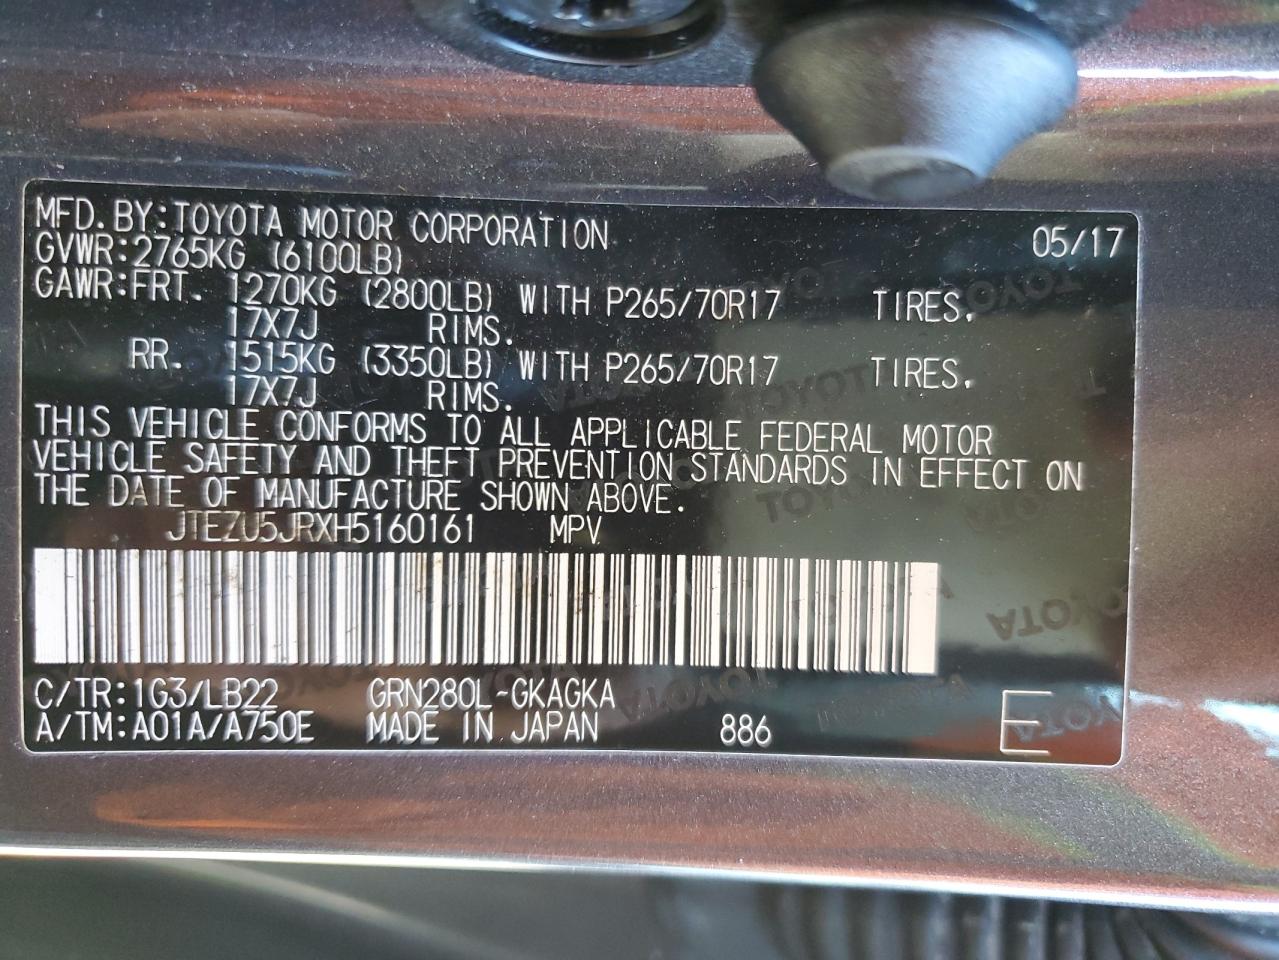 MFD.BY:TOYOTA MOTOR CORPORATION 05/17
GVWR:2765KG (6100LB)
GAWR:FRT. 1270KG (2800LB) WITH P265/70R17 TIRES,
17X7J RIMS.
RR. 1515KG (3350LB) WITH P265/70R17 TIRES,
17X7J RIMS.
THIS VEHICLE CONFORMS TO ALL APPLICABLE FEDERAL MOTOR
VEHICLE SAFETY AND THEFT PREVENTION STANDARDS IN EFFECT ON
THE DATE OF MANUFACTURE SHOWN ABOVE.
JTEZU5JRXH5160161 MPV
C/TR:1G3/LB22 GRN280L-GKAGKA
A/TM:A01A/A750E MADE IN JAPAN 886 E